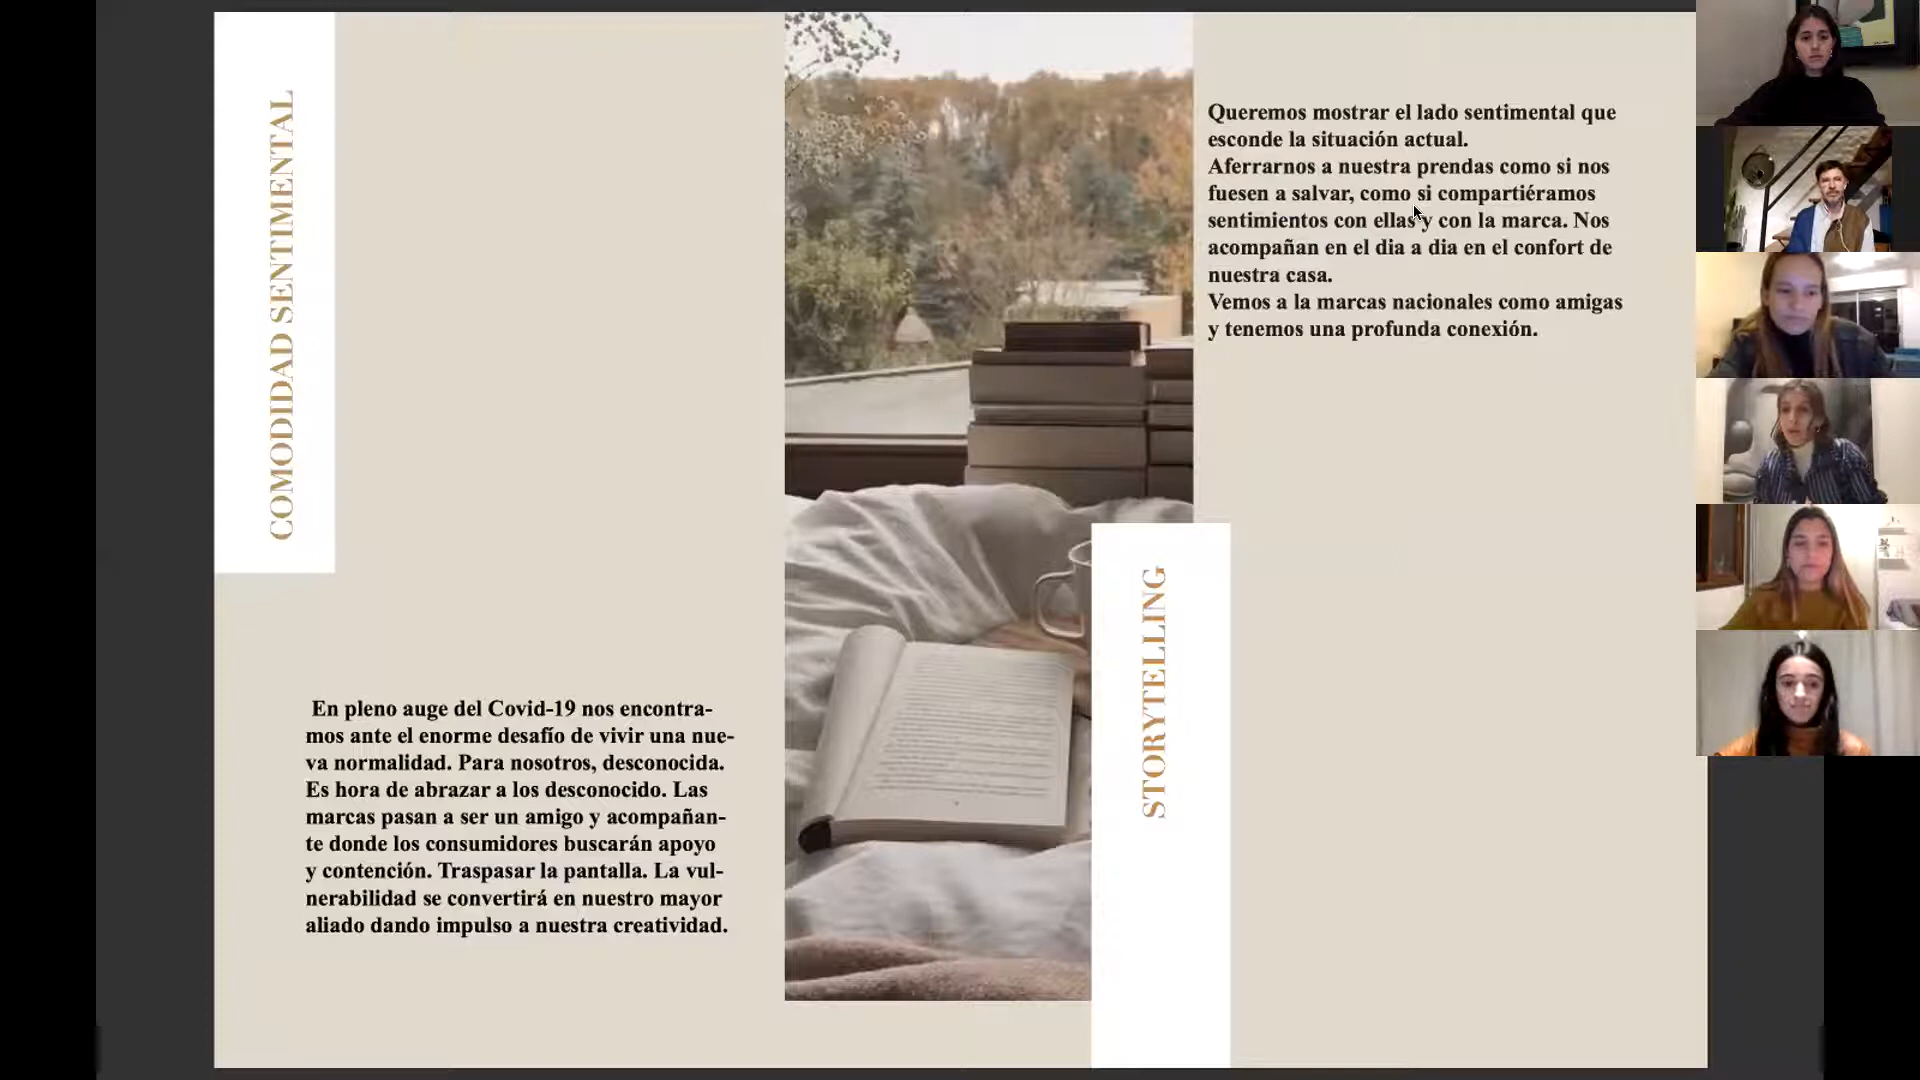 COMODIDAD SENTIMENTAL
En pleno auge del Covid-19 nos encontra-
mos ante el enorme desafío de vivir una nue-
va normalidad. Para nosotros, desconocida.
Es hora de abrazar a los desconocido. Las
marcas pasan a ser un amigo y acompañan-
te donde los consumidores buscarán apoyo
y contención. Traspasar la pantalla. La vul-
nerabilidad se convertirá en nuestro mayor
aliado dando impulso a nuestra creatividad.
STORYTELLING
Queremos mostrar el lado sentimental que
esconde la situación actual.
Aferrarnos a nuestra prendas como si nos
fuesen a salvar, como si compartiéramos
sentimientos con ellas y con la marca. Nos
acompañan en el dia a dia en el confort de
nuestra casa.
Vemos a la marcas nacionales como amigas
y tenemos una profunda conexión.